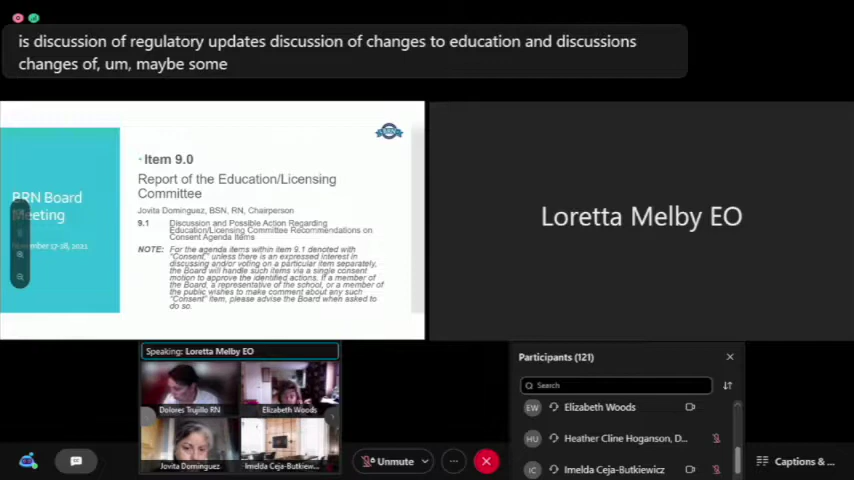 is discussion of regulatory updates discussion of changes to education and discussions
changes of, um, maybe some
BRN Board
Meeting
November 17-18, 2021
Item 9.0
Report of the Education/Licensing
Committee
Jovita Dominguez, BSN, RN, Chairperson
9.1 Discussion and Possible Action Regarding
Education/Licensing Committee Recommendations on
Consent Agenda Items
NOTE: For the agenda items within item 9.1 denoted with
"Consent," unless there is an expressed interest in
discussing and/or voting on a particular item separately,
the Board will handle such items via a single consent
motion to approve the identified actions. If a member of
the Board, a representative of the school, or a member of
the public wishes to make comment about any such
"Consent" item, please advise the Board when asked to
do so.
Loretta Melby EO
Speaking: Loretta Melby EO
Dolores Trujillo RN
Elizabeth Woods
Jovita Dominguez
Imelda Ceja-Butkiew...
Participants (121)
Search
EW Elizabeth Woods
HU Heather Cline Hoganson, D...
IC Imelda Ceja-Butkiewicz
Unmute
Captions & ...